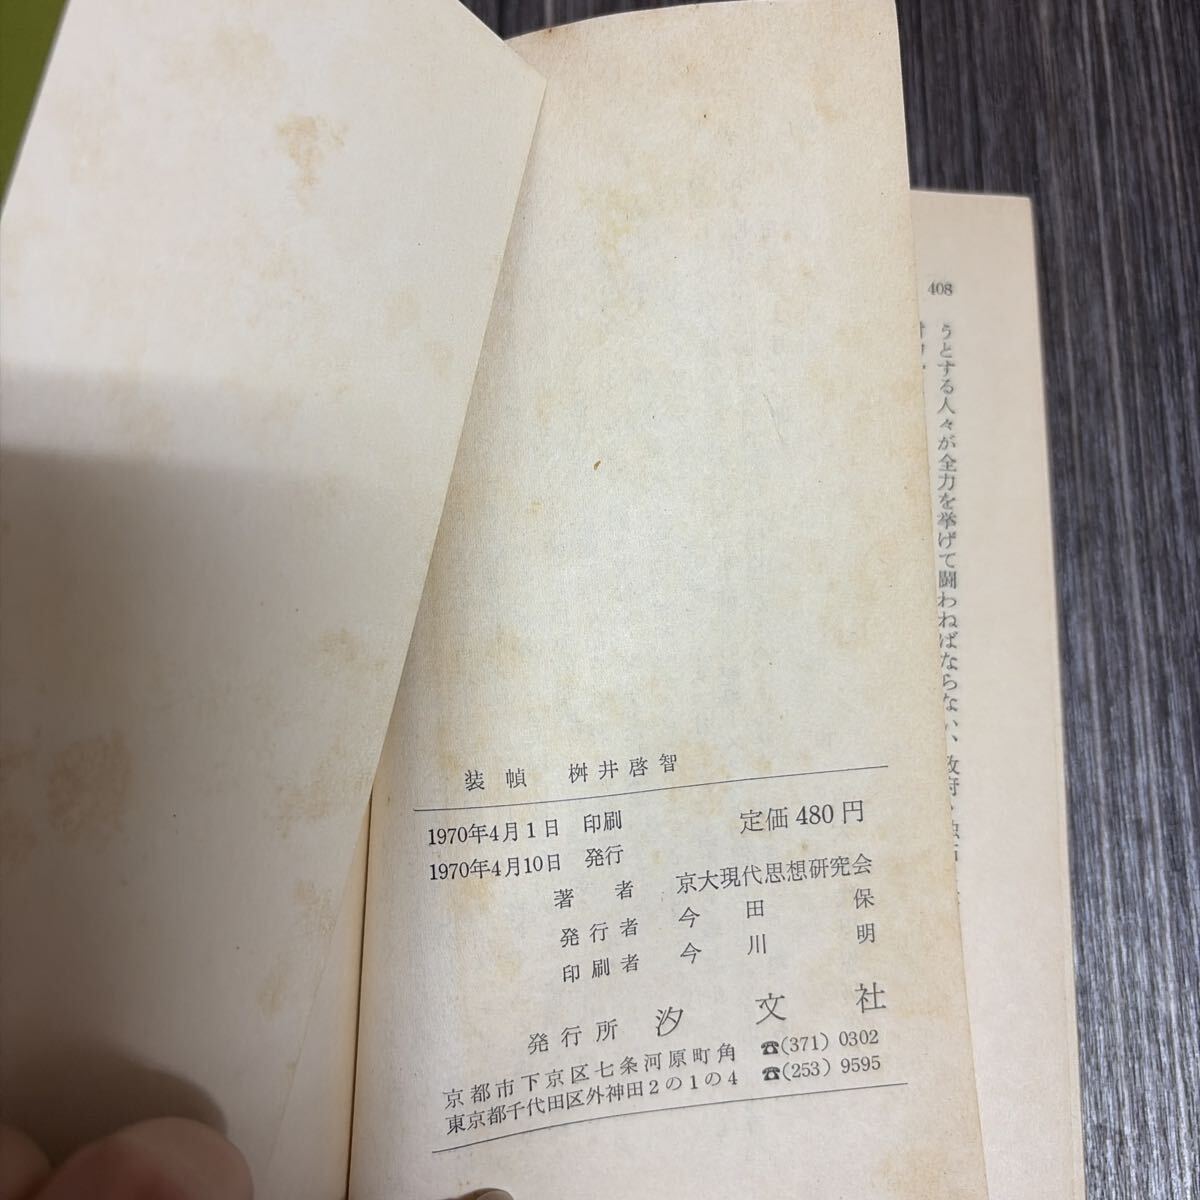 装幀 桝井啓智
1970年4月1日 印刷 定価480円
1970年4月10日 発行
著者 京大現代思想研究会
発行者 今田保
印刷者 今川明
発行所 汐文社
京都市下京区七条河原町角 ☎(371) 0302
東京都千代田区外神田2の1の4 ☎(253) 9595
408
うとする人々が全力を挙げて闘わねばならない、政府・独占